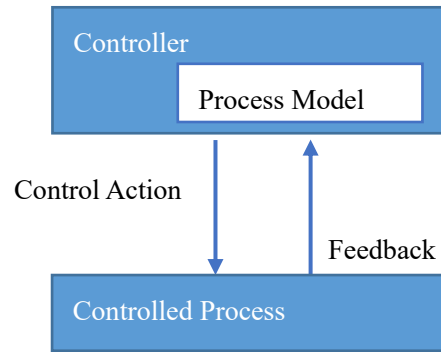 Controller
Process Model
Control Action
Feedback
Controlled Process